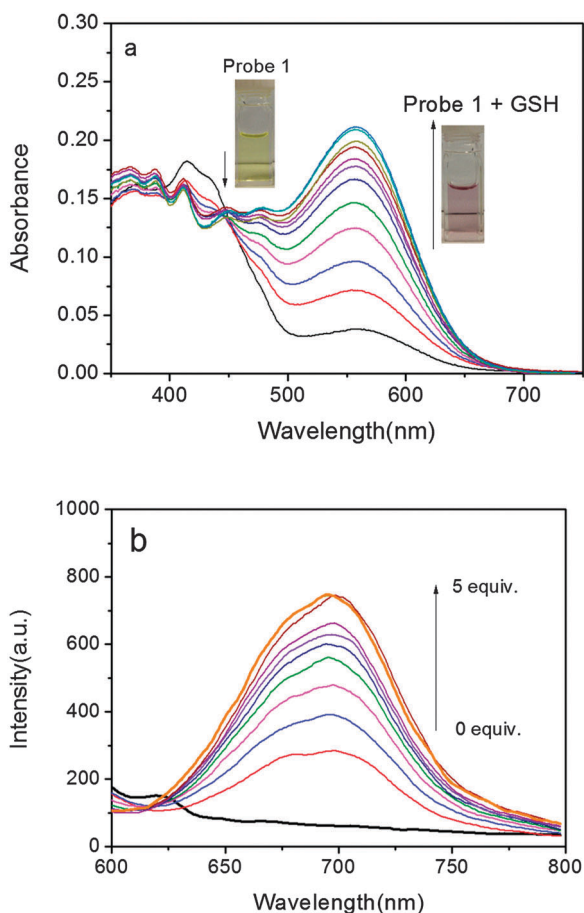 a
Probe 1
Probe 1 + GSH
0.30
0.25
0.20
0.15
0.10
0.05
0.00
Absorbance
400 500 600 700
Wavelength(nm)
b
1000
800
600
400
200
0
5 equiv.
0 equiv.
Intensity(a.u.)
600 650 700 750 800
Wavelength(nm)